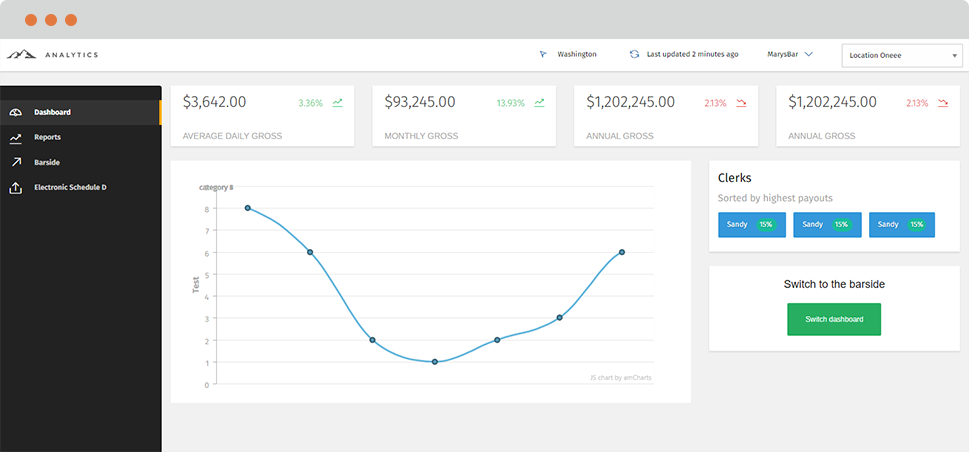 ANALYTICS
Washington
Last updated 2 minutes ago
MarysBar
Location Oneee
Dashboard
Reports
Barside
Electronic Schedule D
$3,642.00
3.36%
AVERAGE DAILY GROSS
$93,245.00
13.93%
MONTHLY GROSS
$1,202,245.00
2.13%
ANNUAL GROSS
$1,202,245.00
2.13%
ANNUAL GROSS
category
8
7
6
5
4
3
2
1
0
Test
JS chart by amCharts
Clerks
Sorted by highest payouts
Sandy 15%
Sandy 15%
Sandy 15%
Switch to the barside
Switch dashboard